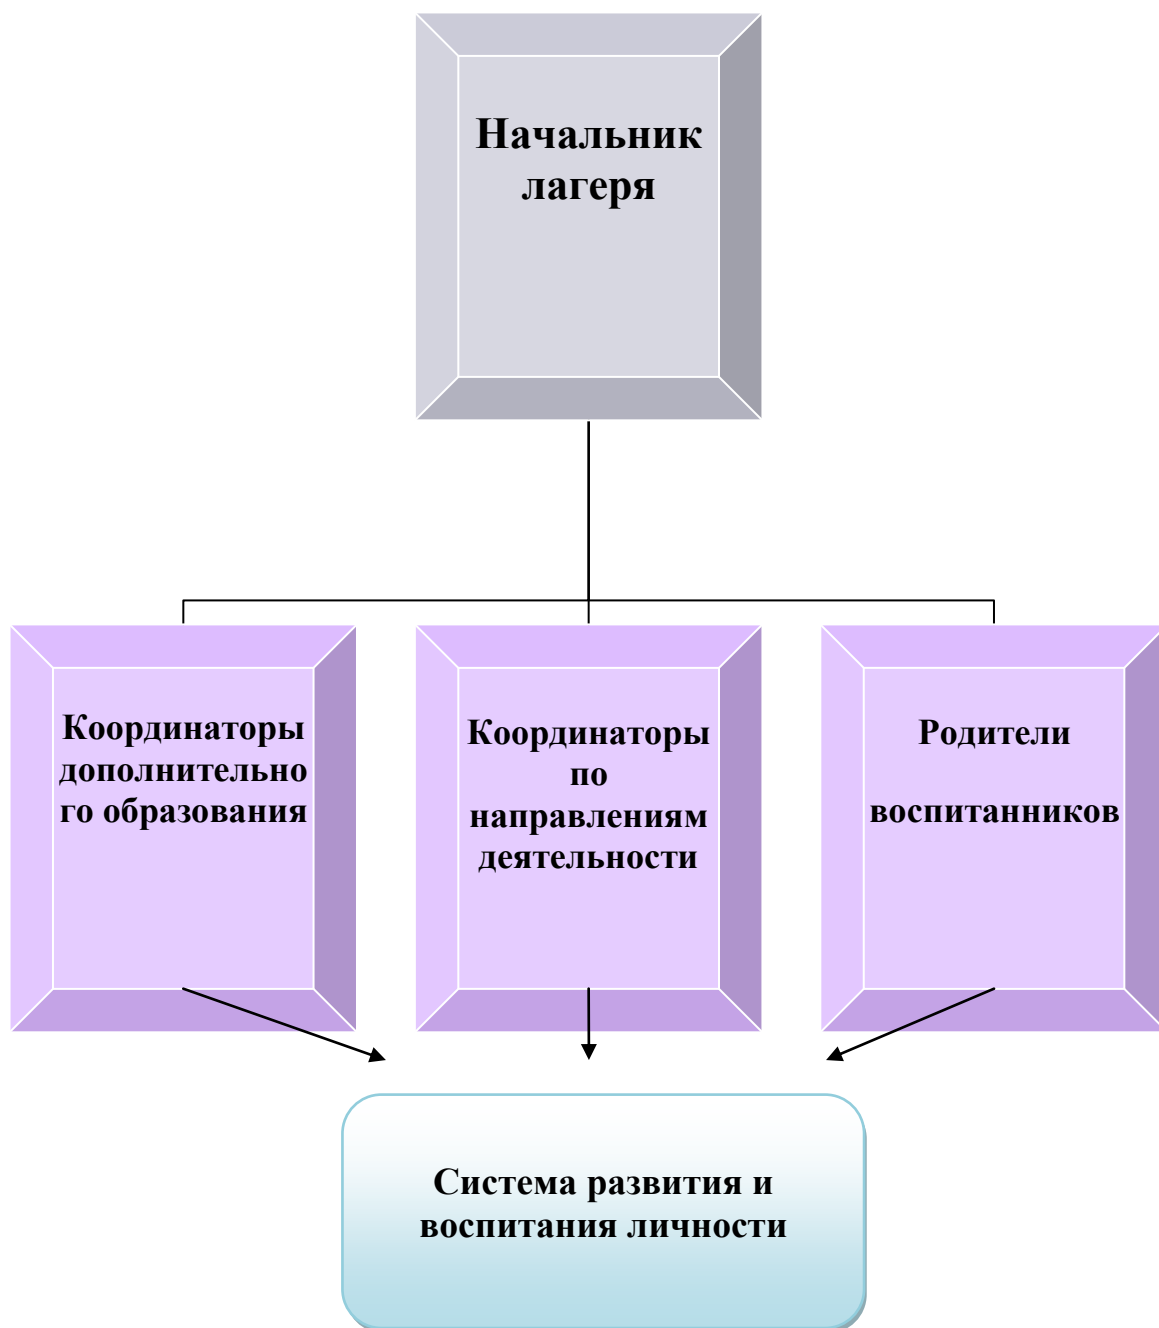 Начальник
лагеря
Координаторы
дополнительно
го образования
Координаторы
по
направлениям
деятельности
Родители
воспитанников
Система развития и
воспитания личности